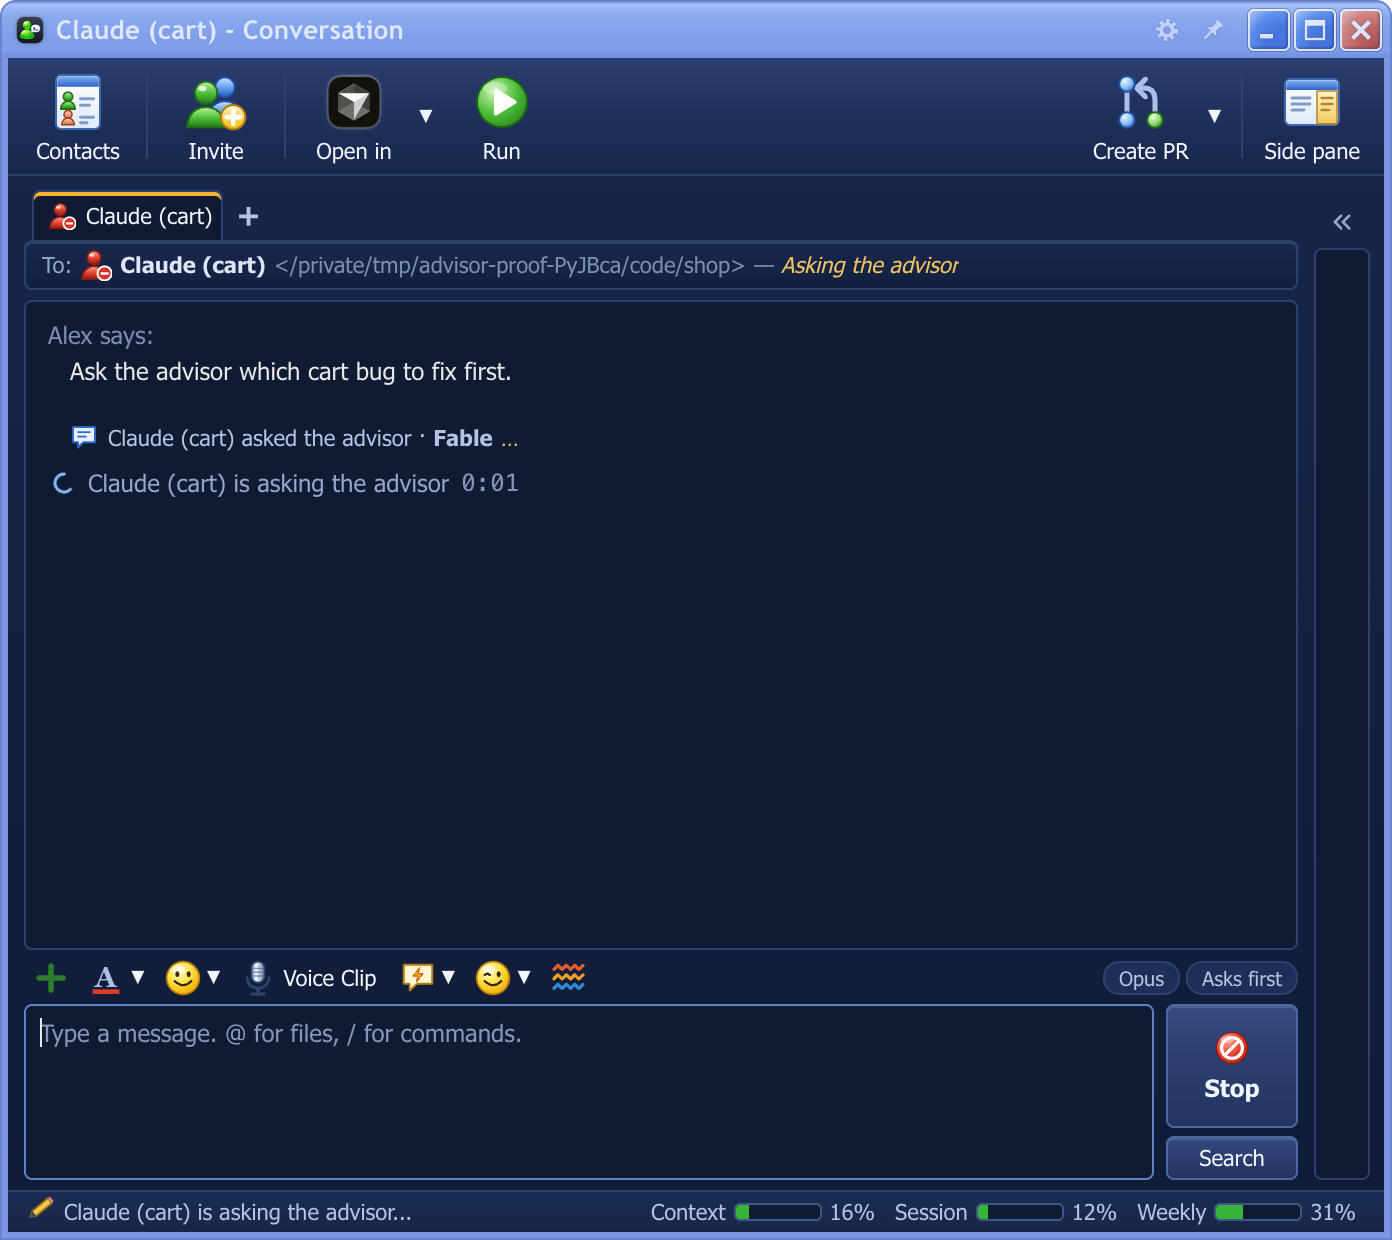 Claude (cart) - Conversation
Contacts
Invite
Open in
Run
Create PR
Side pane
Claude (cart)
To: Claude (cart) </private/tmp/advisor-proof-PyJBca/code/shop> — Asking the advisor
Alex says:
Ask the advisor which cart bug to fix first.
Claude (cart) asked the advisor · Fable ...
Claude (cart) is asking the advisor 0:01
A
Voice Clip
Opus
Asks first
Type a message. @ for files, / for commands.
Stop
Search
Claude (cart) is asking the advisor...
Context 16% Session 12% Weekly 31%